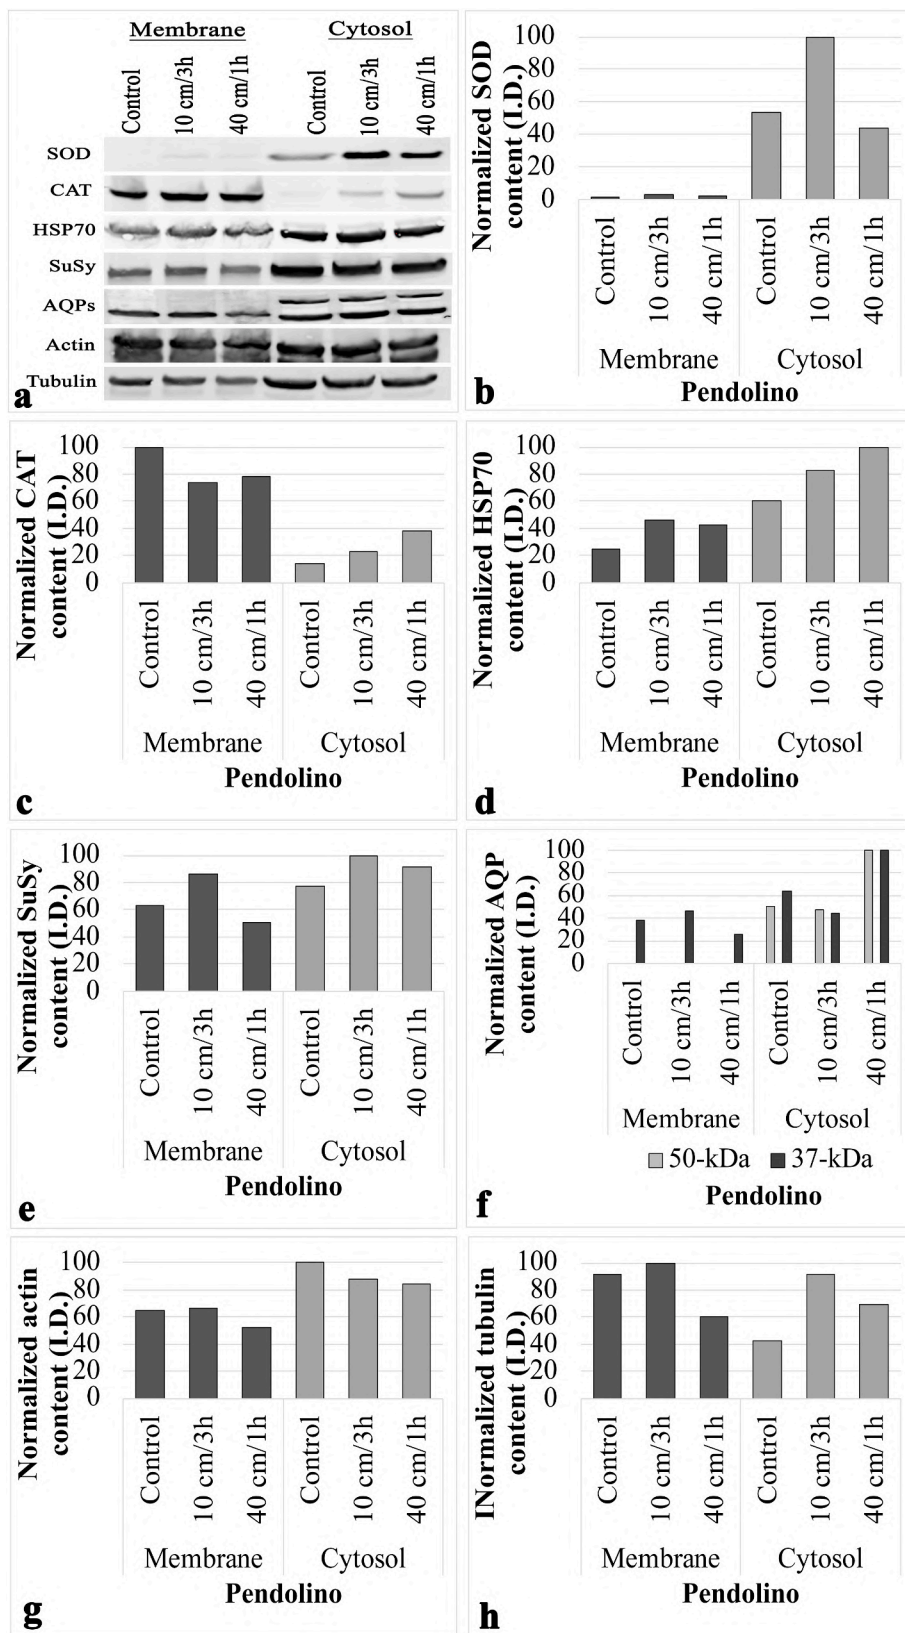 Membrane Cytosol
Control 10 cm/3h 40 cm/1h Control 10 cm/3h 40 cm/1h
SOD
CAT
HSP70
SuSy
AQPs
Actin
Tubulin
a
Normalized SOD
content (I.D.)
100
80
60
40
20
0
Control 10 cm/3h 40 cm/1h Control 10 cm/3h 40 cm/1h
Membrane Cytosol
Pendolino
b
Normalized CAT
content (I.D.)
100
80
60
40
20
0
Control 10 cm/3h 40 cm/1h Control 10 cm/3h 40 cm/1h
Membrane Cytosol
Pendolino
c
Normalized HSP70
content (I.D.)
100
80
60
40
20
0
Control 10 cm/3h 40 cm/1h Control 10 cm/3h 40 cm/1h
Membrane Cytosol
Pendolino
d
Normalized SuSy
content (I.D.)
100
80
60
40
20
0
Control 10 cm/3h 40 cm/1h Control 10 cm/3h 40 cm/1h
Membrane Cytosol
Pendolino
e
Normalized AQP
content (I.D.)
100
80
60
40
20
0
Control 10 cm/3h 40 cm/1h Control 10 cm/3h 40 cm/1h
Membrane Cytosol
50-kDa 37-kDa
Pendolino
f
Normalized actin
content (I.D.)
100
80
60
40
20
0
Control 10 cm/3h 40 cm/1h Control 10 cm/3h 40 cm/1h
Membrane Cytosol
Pendolino
g
INormalized tubulin
content (I.D.)
100
80
60
40
20
0
Control 10 cm/3h 40 cm/1h Control 10 cm/3h 40 cm/1h
Membrane Cytosol
Pendolino
h